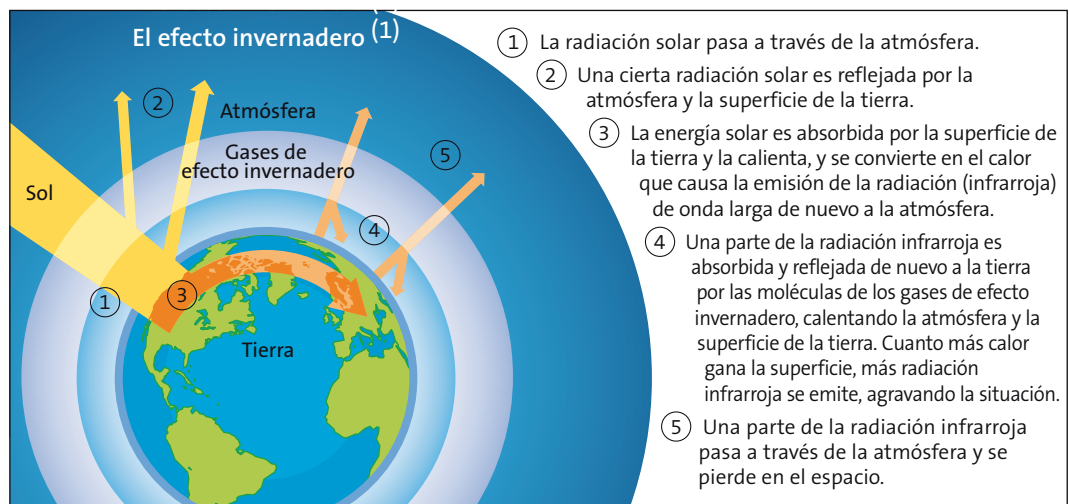 El efecto invernadero (1)
1 La radiación solar pasa a través de la atmósfera.
2 Una cierta radiación solar es reflejada por la
atmósfera y la superficie de la tierra.
3 La energía solar es absorbida por la superficie de
la tierra y la calienta, y se convierte en el calor
que causa la emisión de la radiación (infrarroja)
de onda larga de nuevo a la atmósfera.
4 Una parte de la radiación infrarroja es
absorbida y reflejada de nuevo a la tierra
por las moléculas de los gases de efecto
invernadero, calentando la atmósfera y la
superficie de la tierra. Cuanto más calor
gana la superficie, más radiación
infrarroja se emite, agravando la situación.
5 Una parte de la radiación infrarroja
pasa a través de la atmósfera y se
pierde en el espacio.
2
Atmósfera
Gases de
efecto invernadero
5
Sol
4
1
3
Tierra